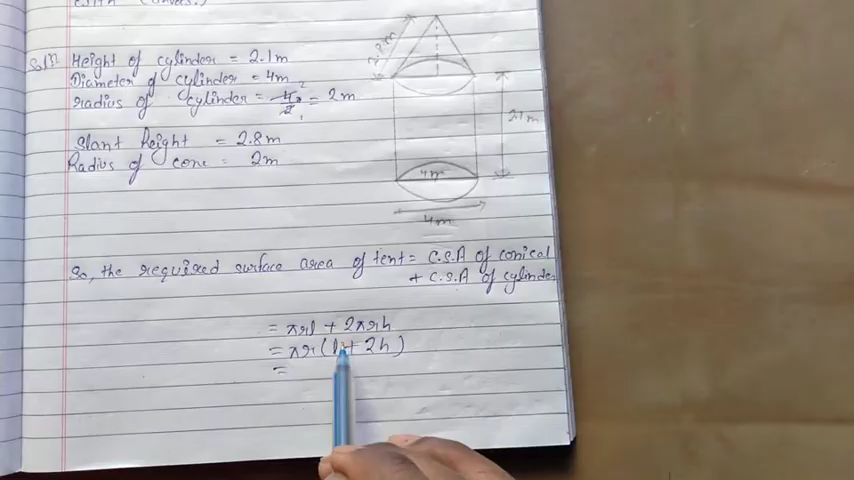 Sol^n Height of cylinder = 2.1m
Diameter of cylinder = 4m
radius of cylinder = 4/2 = 2m
Slant height = 2.8m
Radius of cone = 2m
2.8m
2.1m
4m
4m
So, the required surface area of tent = C.S.A of conical
+ C.S.A of cylinder
= πrl + 2πrh
= πr(l + 2h)
=